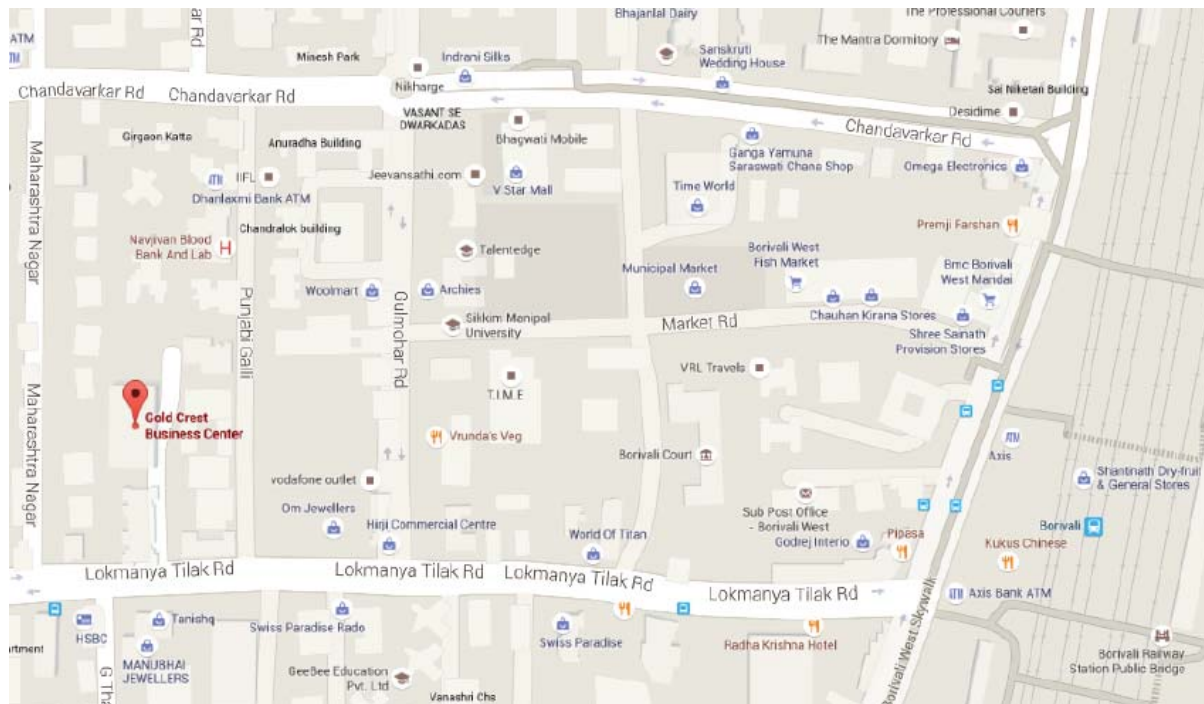 ar Rd
Bhajanlal Dairy
The Professional Couriers
ATM
Minesh Park
Indrani Silks
Sanskruti
Wedding House
The Mantra Dormitory
Nikharge
Sai Niketan Building
Chandavarkar Rd
Chandavarkar Rd
Desidime
VASANT SE
DWARKADAS
Girgaon Katta
Anuradha Building
Bhagwati Mobile
Chandavarkar Rd
Ganga Yamuna
Saraswati Chana Shop
Omega Electronics
Maharashtra Nagar
IIFL
Jeevansathi.com
V Star Mall
Dhanlaxmi Bank ATM
Time World
Chandralok building
Premji Farshan
Navjivan Blood
Bank And Lab
Talentedge
Borivali West
Fish Market
Municipal Market
Bmc Borivali
West Mandai
Woolmart
Archies
Punjabi Galli
Gulmohar Rd
Sikkim Manipal
University
Market Rd
Chauhan Kirana Stores
Shree Sainath
Provision Stores
VRL Travels
T.I.M.E
Maharashtra Nagar
Gold Crest
Business Center
Vrunda's Veg
Borivali Court
Axis
Shantinath Dry-fruit
& General Stores
vodafone outlet
Om Jewellers
Hirji Commercial Centre
World Of Titan
Sub Post Office
- Borivali West
Godrej Interio
Pipasa
Borivali
Kukus Chinese
Lokmanya Tilak Rd
Lokmanya Tilak Rd
Lokmanya Tilak Rd
Lokmanya Tilak Rd
Axis Bank ATM
HSBC
Tanishq
Swiss Paradise Rado
Swiss Paradise
Radha Krishna Hotel
Borivali West Skywalk
Borivali Railway
Station Public Bridge
artment
MANUBHAI
JEWELLERS
G Tha
GeeBee Education
Pvt. Ltd
Vanashri Chs